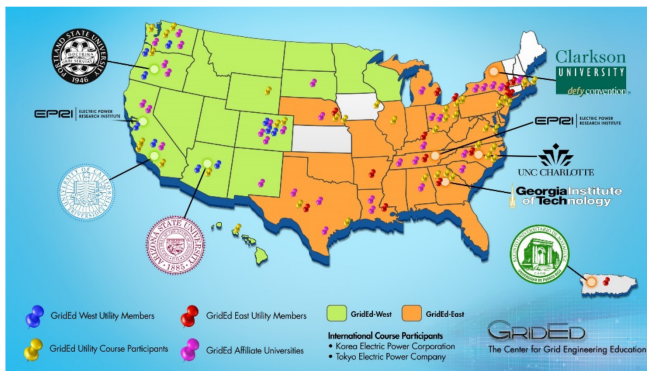 PORTLAND STATE UNIVERSITY
1946
EPRI | ELECTRIC POWER
RESEARCH INSTITUTE
ARIZONA STATE UNIVERSITY
1885
Clarkson
UNIVERSITY
defy convention
EPRI | ELECTRIC POWER
RESEARCH INSTITUTE
UNC CHARLOTTE
Georgia Institute
of Technology
GridEd West Utility Members
GridEd East Utility Members
GridEd-West
GridEd-East
GridEd Utility Course Participants
GridEd Affiliate Universities
International Course Participants
• Korea Electric Power Corporation
• Tokyo Electric Power Company
GRIDED
The Center for Grid Engineering Education